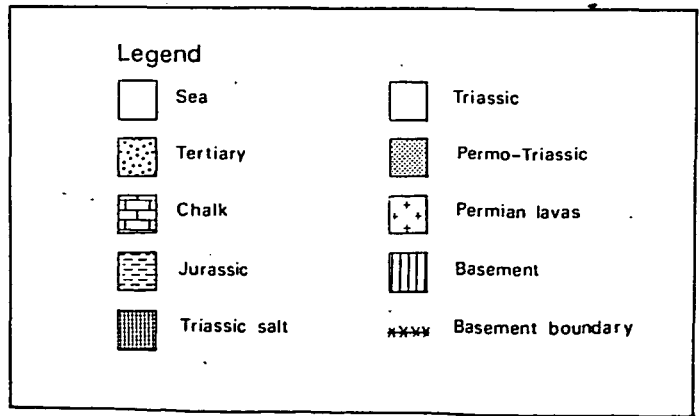 Legend
Sea
Tertiary
Chalk
Jurassic
Triassic salt
Triassic
Permo-Triassic
Permian lavas
Basement
Basement boundary